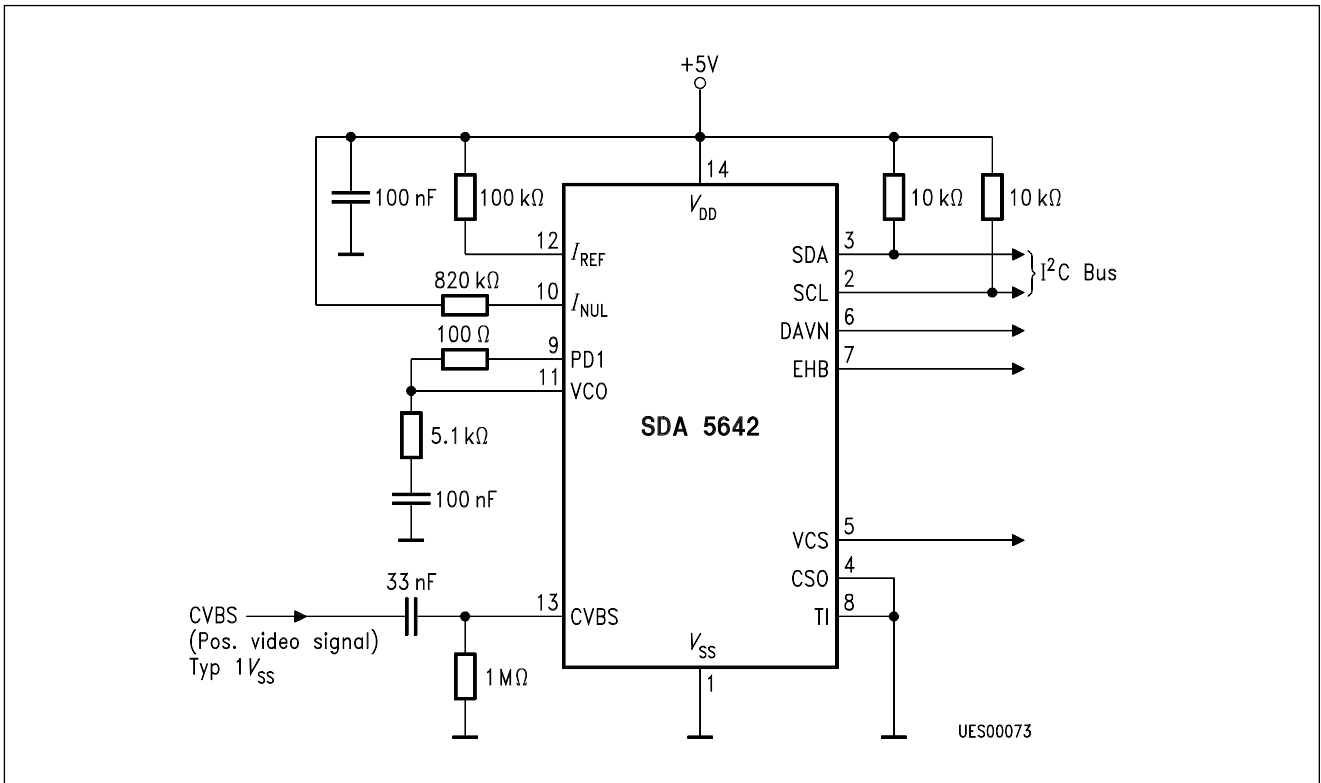 +5V
14
V_DD
100 nF
100 kΩ
10 kΩ
10 kΩ
12
I_REF
SDA
3
820 kΩ
10
I_NUL
SCL
2
I²C Bus
100 Ω
9
PD1
DAVN
6
11
VCO
EHB
7
5.1 kΩ
SDA 5642
100 nF
VCS
5
CSO
4
33 nF
CVBS
13
CVBS
TI
8
(Pos. video signal)
Typ 1V_SS
1 MΩ
V_SS
1
UES00073